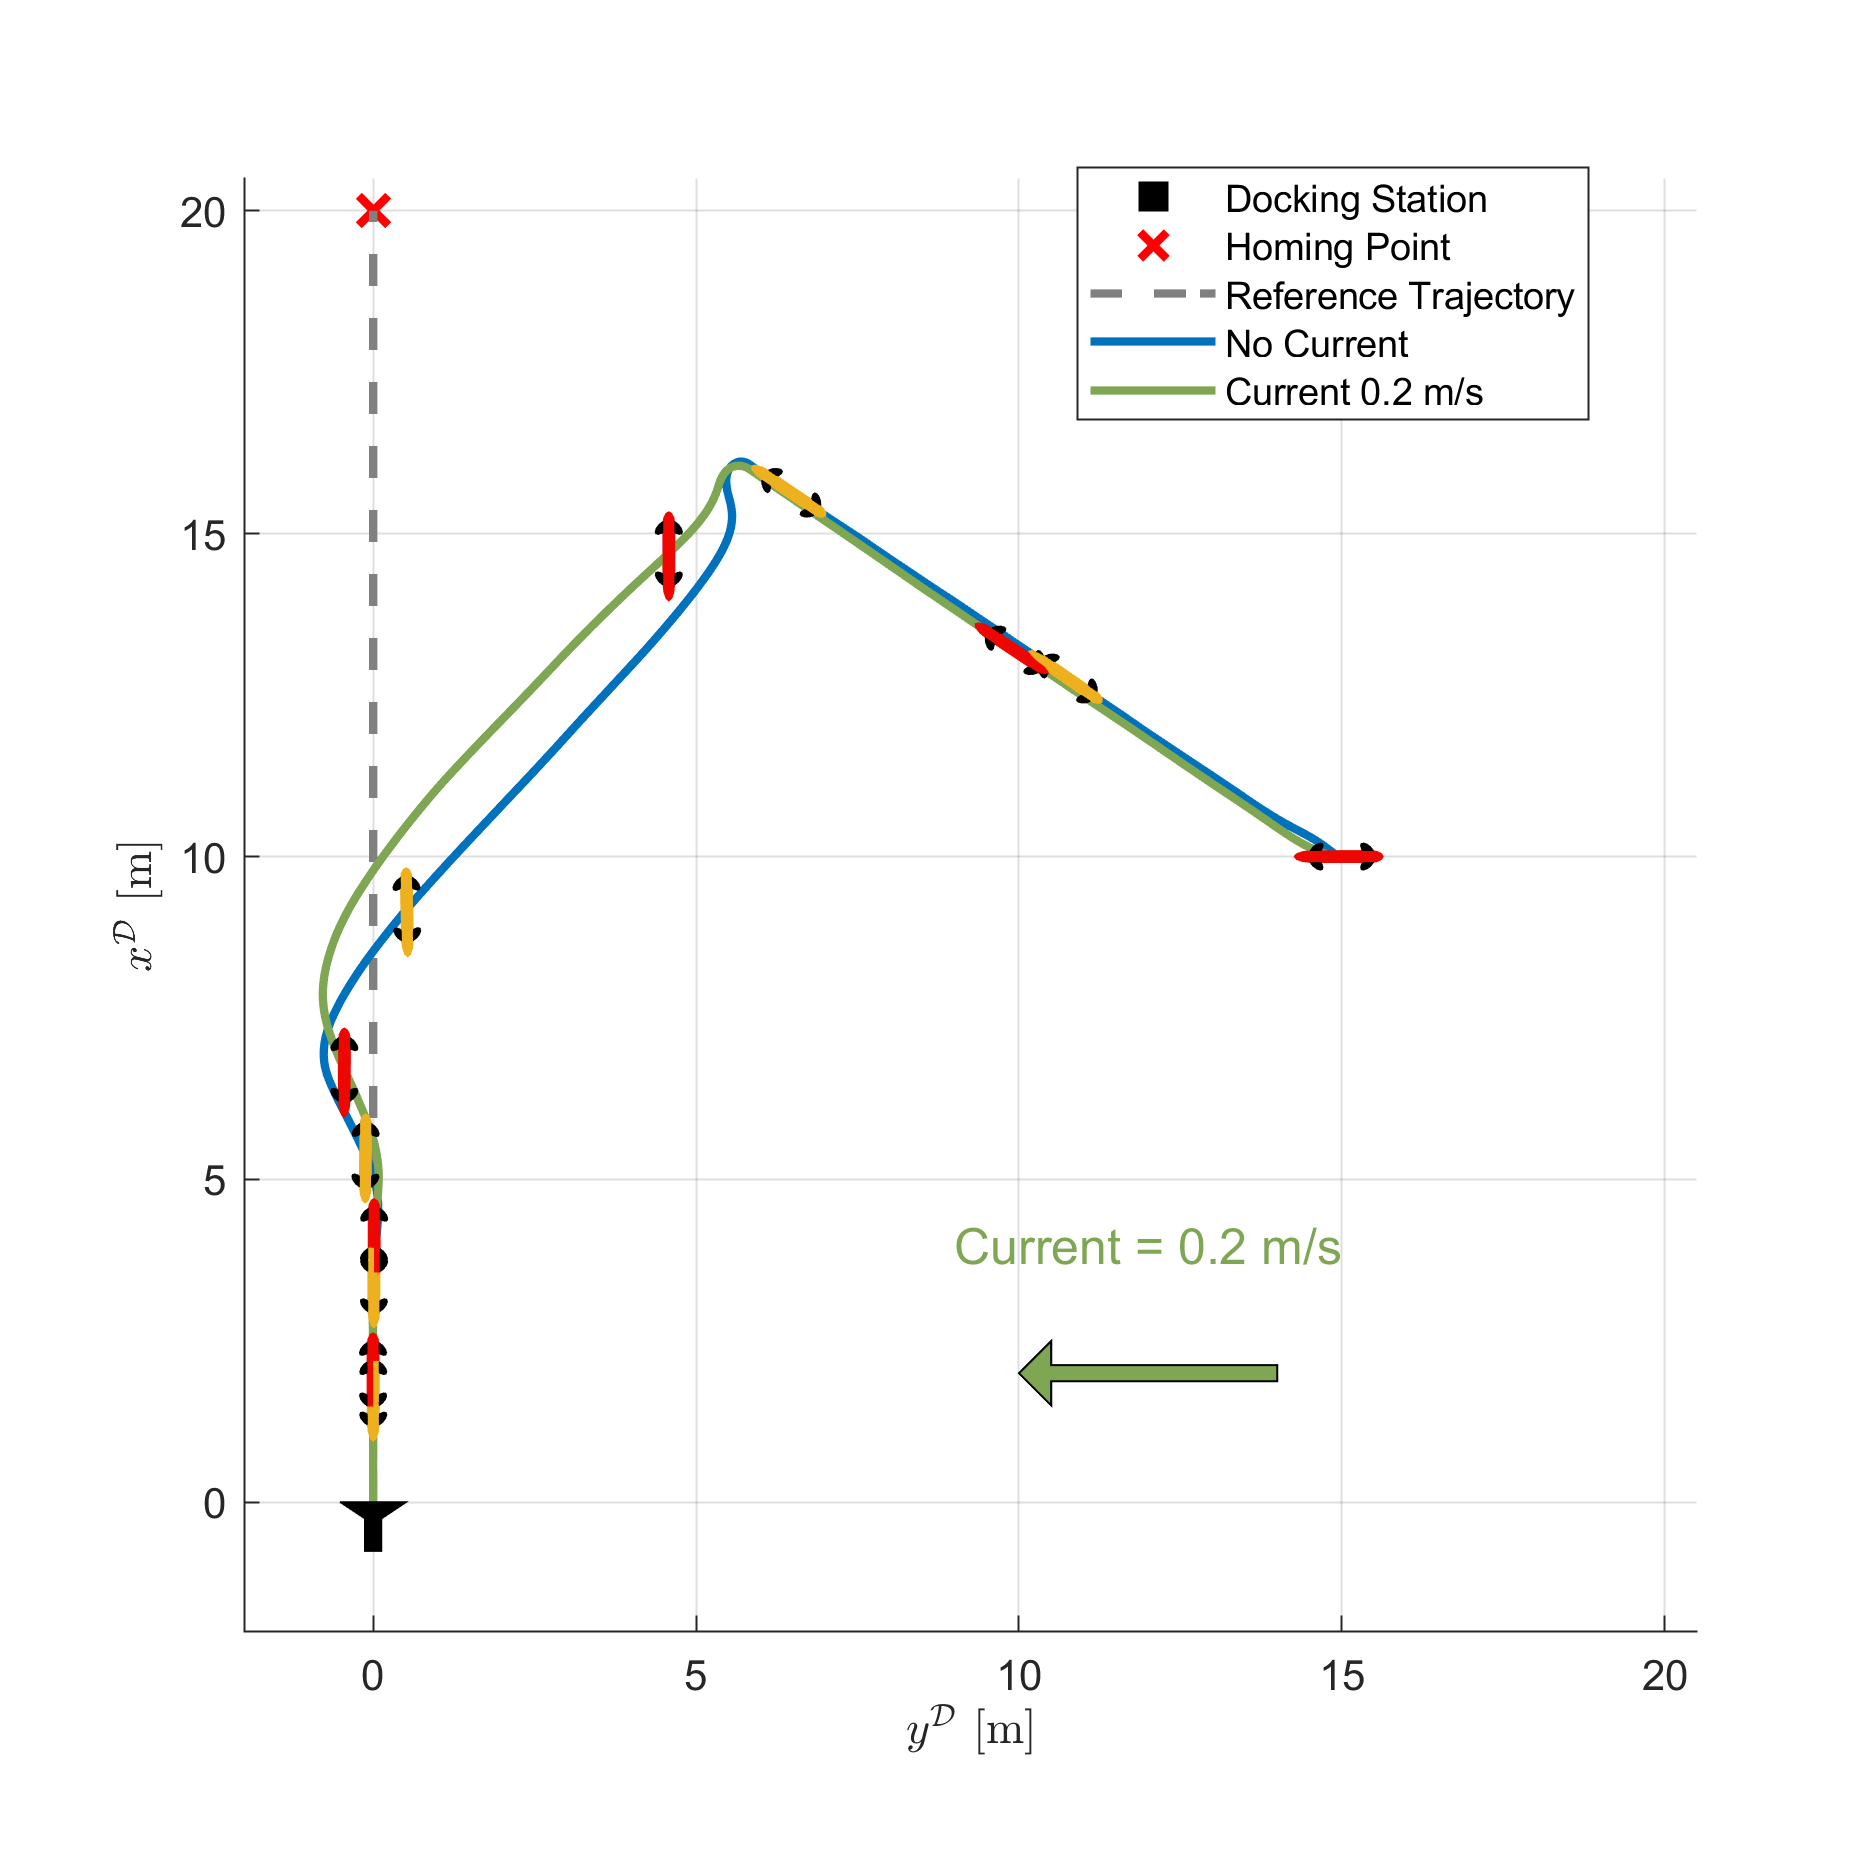 Docking Station
Homing Point
Reference Trajectory
No Current
Current 0.2 m/s
20
15
10
5
0
x^D [m]
Current = 0.2 m/s
0 5 10 15 20
y^D [m]